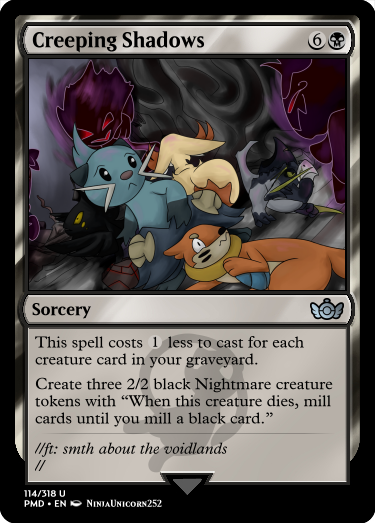 Creeping Shadows 6
Sorcery
This spell costs 1 less to cast for each
creature card in your graveyard.
Create three 2/2 black Nightmare creature
tokens with “When this creature dies, mill
cards until you mill a black card.”
//ft: smth about the voidlands
//
114/318 U
PMD • EN NinjaUnicorn252